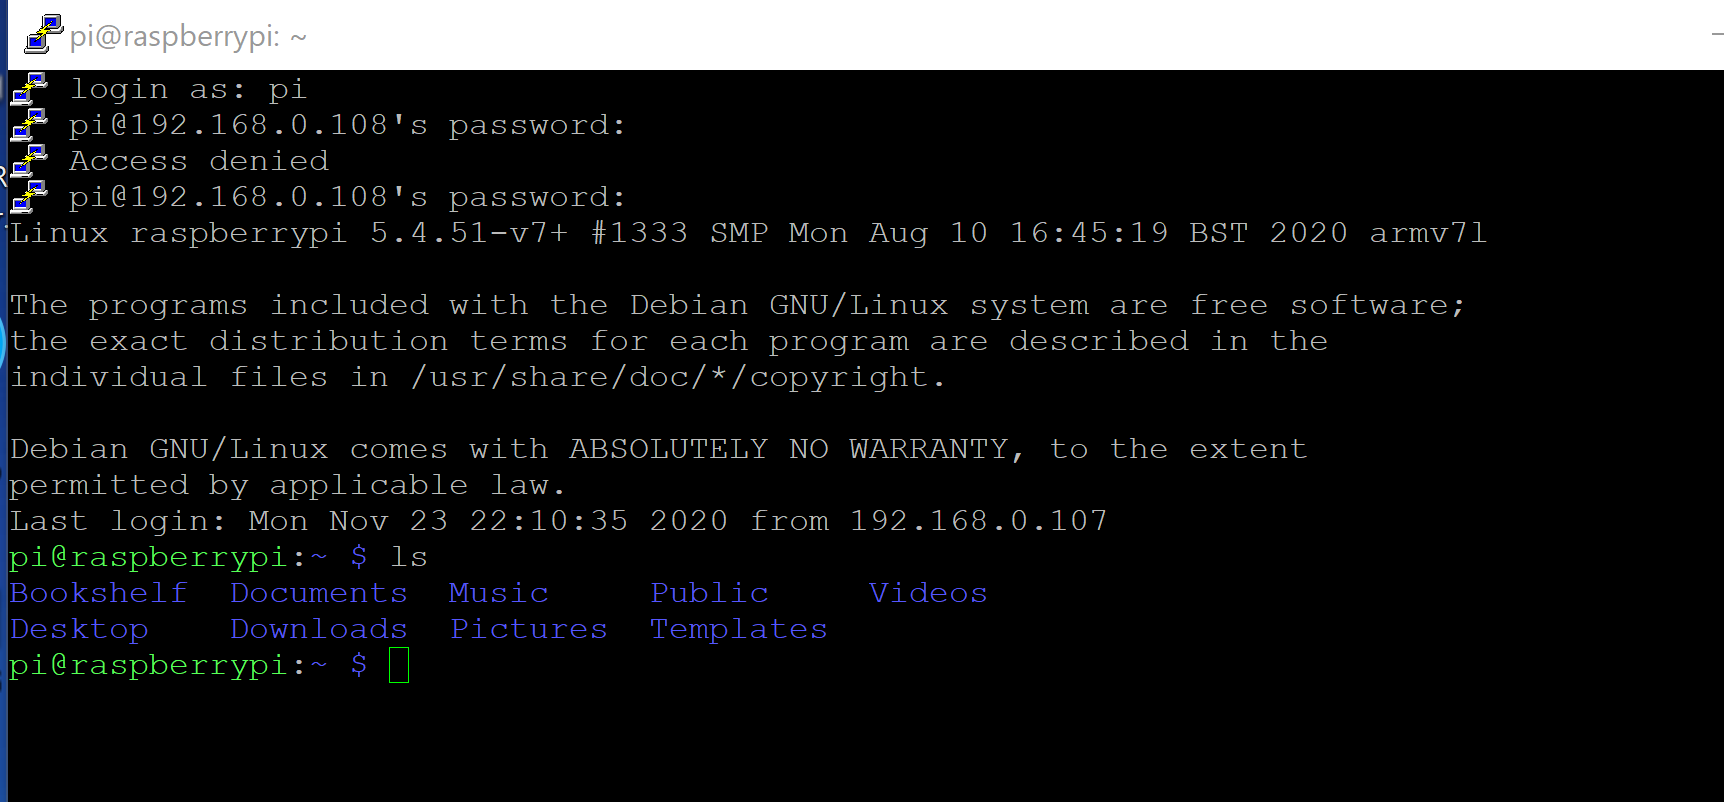 pi@raspberrypi: ~
login as: pi
pi@192.168.0.108's password:
Access denied
pi@192.168.0.108's password:
Linux raspberrypi 5.4.51-v7+ #1333 SMP Mon Aug 10 16:45:19 BST 2020 armv7l
The programs included with the Debian GNU/Linux system are free software;
the exact distribution terms for each program are described in the
individual files in /usr/share/doc/*/copyright.
Debian GNU/Linux comes with ABSOLUTELY NO WARRANTY, to the extent
permitted by applicable law.
Last login: Mon Nov 23 22:10:35 2020 from 192.168.0.107
pi@raspberrypi:~ $ ls
Bookshelf  Documents  Music     Public     Videos
Desktop    Downloads  Pictures  Templates
pi@raspberrypi:~ $